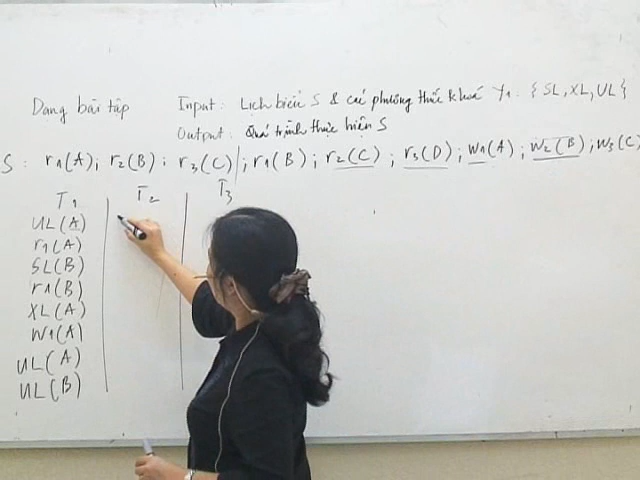 Dạng bài tập Input: Lịch biểu S & các phương thức khoá γ1: {SL, XL, UL}
Output: Quá trình thực hiện S
S: r1(A); r2(B); r3(C); r1(B); r2(C); r3(D); W1(A); W2(B); W3(C)
T1 T2 T3
UL(A)
r1(A)
SL(B)
r1(B)
XL(A)
W1(A)
UL(A)
UL(B)